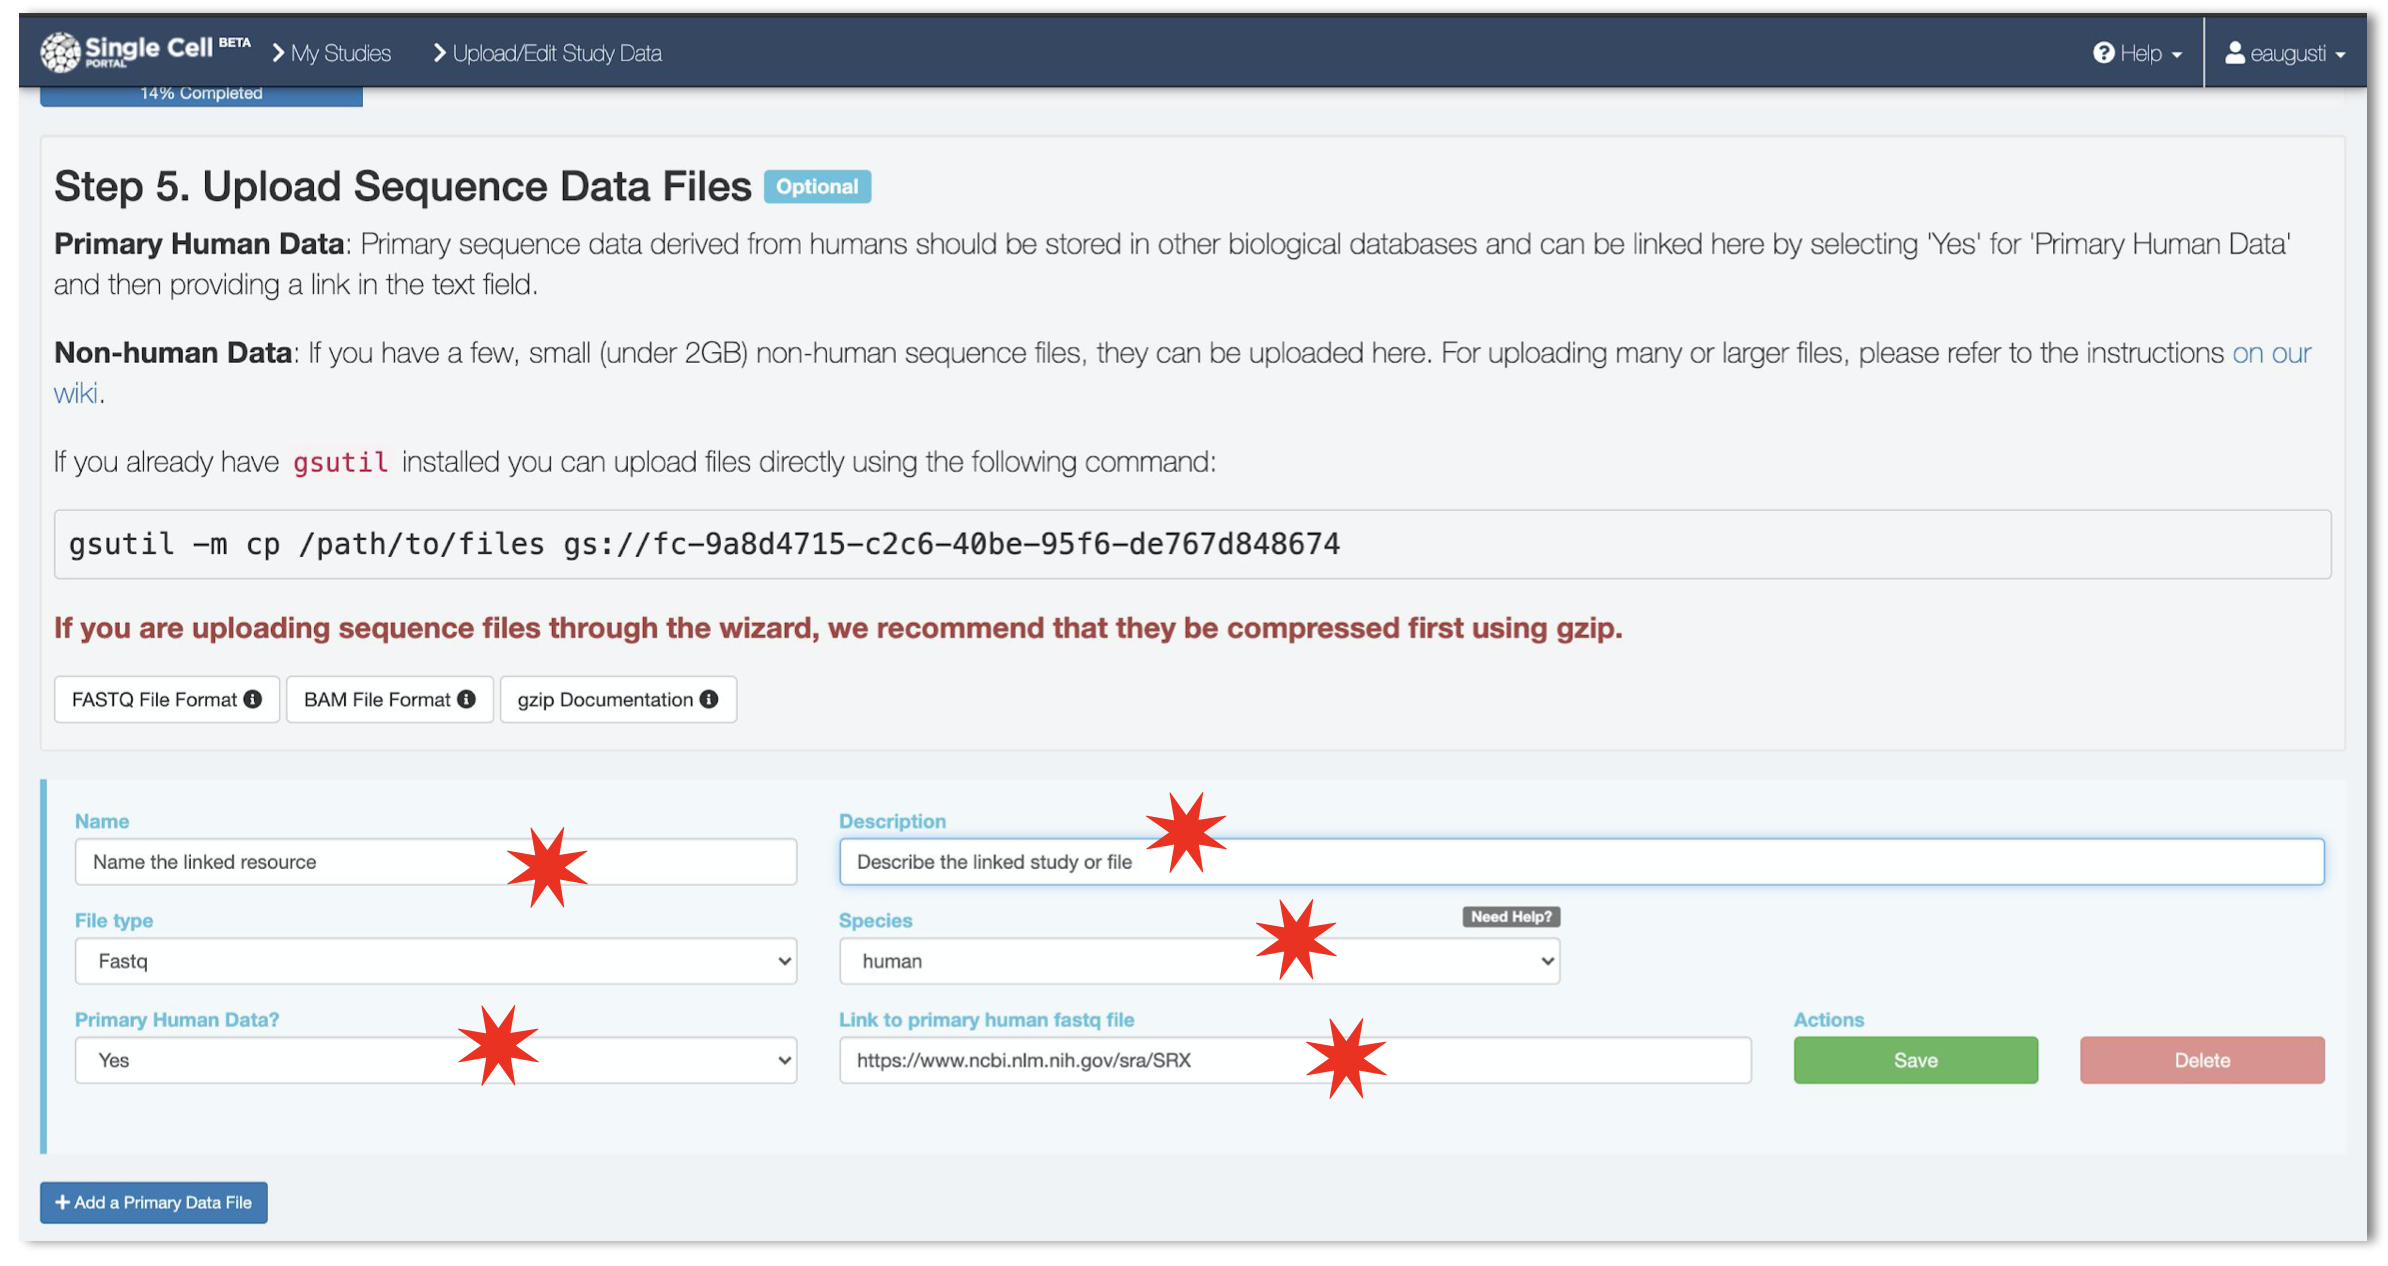 Single Cell BETA
PORTAL
My Studies
Upload/Edit Study Data
Help
eaugusti
14% Completed
Step 5. Upload Sequence Data Files Optional
Primary Human Data: Primary sequence data derived from humans should be stored in other biological databases and can be linked here by selecting 'Yes' for 'Primary Human Data'
and then providing a link in the text field.
Non-human Data: If you have a few, small (under 2GB) non-human sequence files, they can be uploaded here. For uploading many or larger files, please refer to the instructions on our
wiki.
If you already have gsutil installed you can upload files directly using the following command:
gsutil -m cp /path/to/files gs://fc-9a8d4715-c2c6-40be-95f6-de767d848674
If you are uploading sequence files through the wizard, we recommend that they be compressed first using gzip.
FASTQ File Format
BAM File Format
gzip Documentation
Name
Description
Name the linked resource
Describe the linked study or file
File type
Species
Need Help?
Fastq
human
Primary Human Data?
Link to primary human fastq file
Actions
Yes
https://www.ncbi.nlm.nih.gov/sra/SRX
Save
Delete
+ Add a Primary Data File